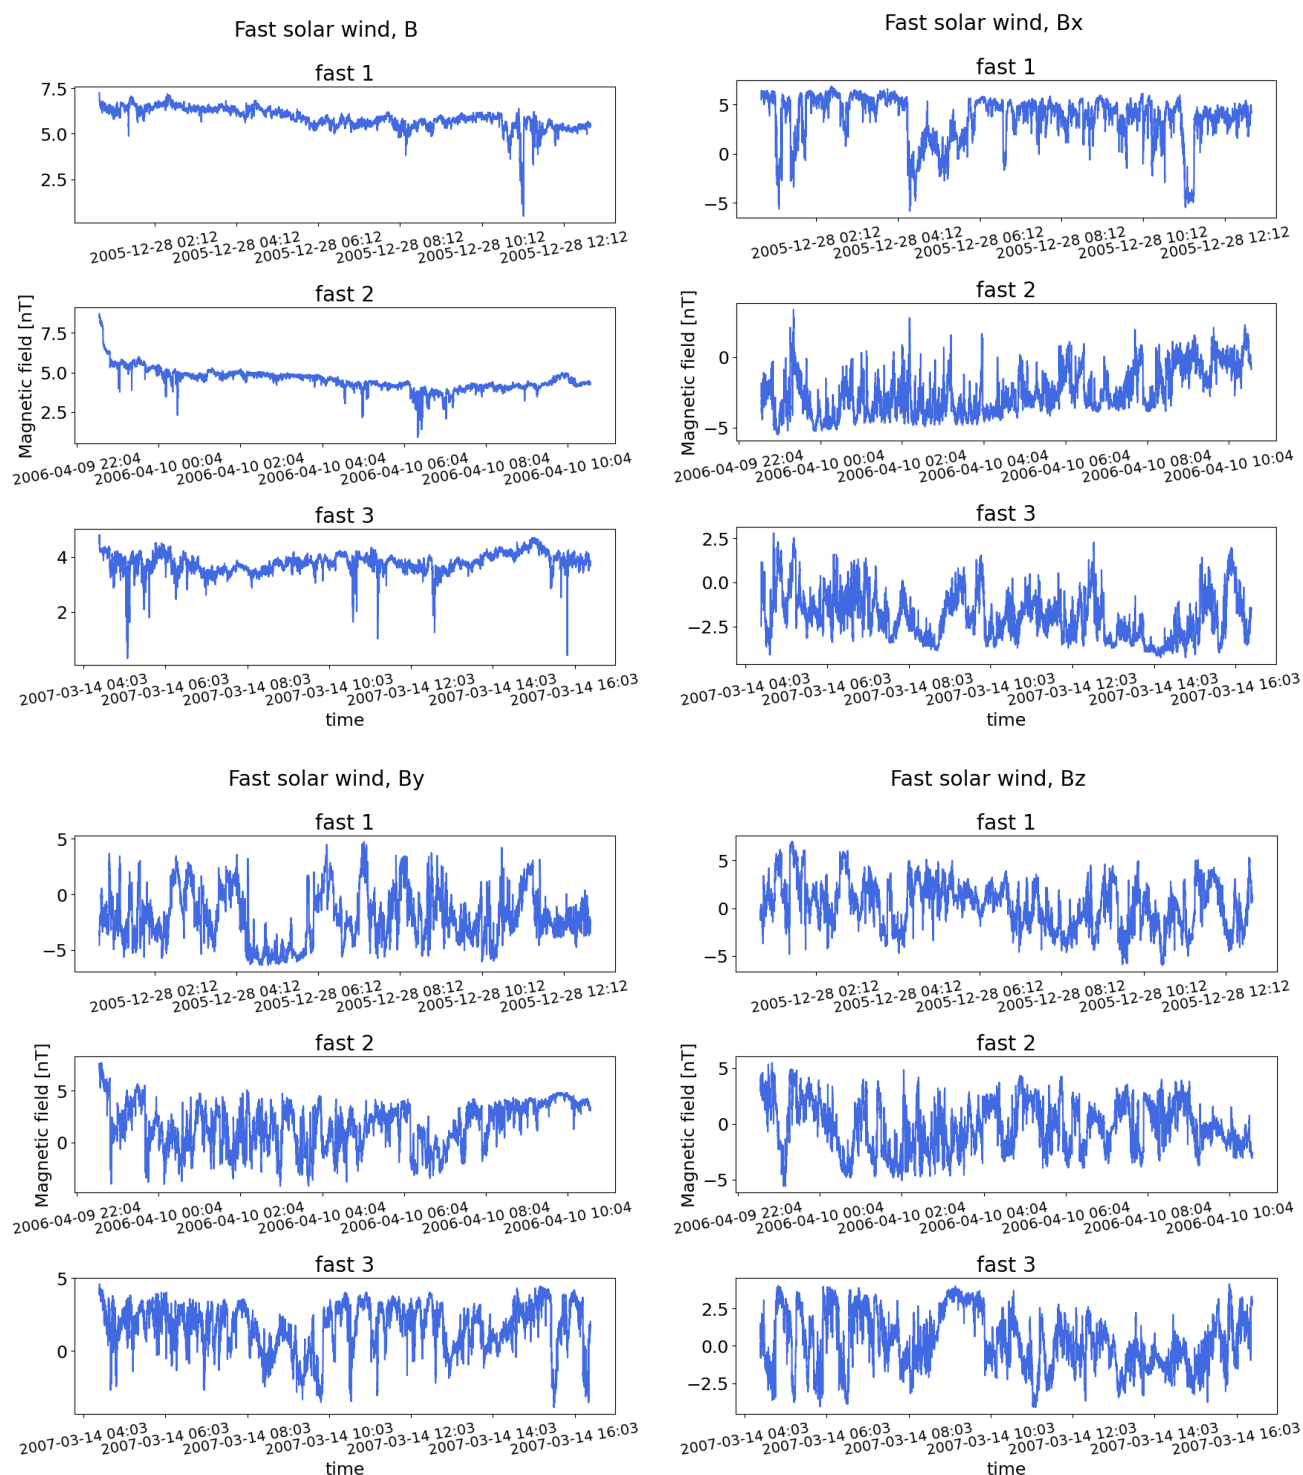 Fast solar wind, B
fast 1
7.5
5.0
2.5
2005-12-28 02:12 2005-12-28 04:12 2005-12-28 06:12 2005-12-28 08:12 2005-12-28 10:12 2005-12-28 12:12
fast 2
Magnetic field [nT]
7.5
5.0
2.5
2006-04-09 22:04 2006-04-10 00:04 2006-04-10 02:04 2006-04-10 04:04 2006-04-10 06:04 2006-04-10 08:04 2006-04-10 10:04
fast 3
4
2
2007-03-14 04:03 2007-03-14 06:03 2007-03-14 08:03 2007-03-14 10:03 2007-03-14 12:03 2007-03-14 14:03 2007-03-14 16:03
time
Fast solar wind, Bx
fast 1
5
0
−5
2005-12-28 02:12 2005-12-28 04:12 2005-12-28 06:12 2005-12-28 08:12 2005-12-28 10:12 2005-12-28 12:12
fast 2
Magnetic field [nT]
0
−5
2006-04-09 22:04 2006-04-10 00:04 2006-04-10 02:04 2006-04-10 04:04 2006-04-10 06:04 2006-04-10 08:04 2006-04-10 10:04
fast 3
2.5
0.0
−2.5
2007-03-14 04:03 2007-03-14 06:03 2007-03-14 08:03 2007-03-14 10:03 2007-03-14 12:03 2007-03-14 14:03 2007-03-14 16:03
time
Fast solar wind, By
fast 1
5
0
−5
2005-12-28 02:12 2005-12-28 04:12 2005-12-28 06:12 2005-12-28 08:12 2005-12-28 10:12 2005-12-28 12:12
fast 2
Magnetic field [nT]
5
0
2006-04-09 22:04 2006-04-10 00:04 2006-04-10 02:04 2006-04-10 04:04 2006-04-10 06:04 2006-04-10 08:04 2006-04-10 10:04
fast 3
5
0
2007-03-14 04:03 2007-03-14 06:03 2007-03-14 08:03 2007-03-14 10:03 2007-03-14 12:03 2007-03-14 14:03 2007-03-14 16:03
time
Fast solar wind, Bz
fast 1
5
0
−5
2005-12-28 02:12 2005-12-28 04:12 2005-12-28 06:12 2005-12-28 08:12 2005-12-28 10:12 2005-12-28 12:12
fast 2
Magnetic field [nT]
5
0
−5
2006-04-09 22:04 2006-04-10 00:04 2006-04-10 02:04 2006-04-10 04:04 2006-04-10 06:04 2006-04-10 08:04 2006-04-10 10:04
fast 3
2.5
0.0
−2.5
2007-03-14 04:03 2007-03-14 06:03 2007-03-14 08:03 2007-03-14 10:03 2007-03-14 12:03 2007-03-14 14:03 2007-03-14 16:03
time